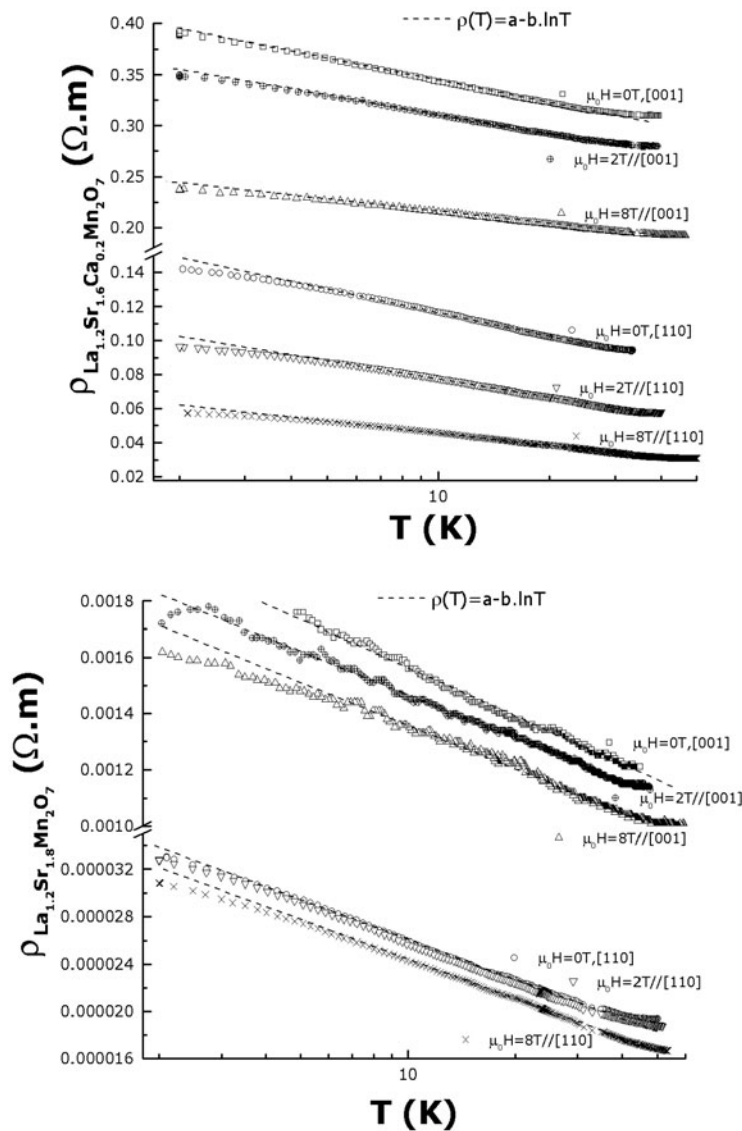 ρ(T)=a-b.lnT
0.40
μ₀H=0T,[001]
0.35
0.30
μ₀H=2T//[001]
0.25
μ₀H=8T//[001]
0.20
0.14
μ₀H=0T,[110]
0.12
0.10
μ₀H=2T//[110]
0.08
0.06
μ₀H=8T//[110]
0.04
0.02
ρLa₁.₂Sr₁.₆Ca₀.₂Mn₂O₇ (Ω.m)
10
T (K)
ρ(T)=a-b.lnT
0.0018
0.0016
0.0014
μ₀H=0T,[001]
0.0012
μ₀H=2T//[001]
0.0010
μ₀H=8T//[001]
0.000032
0.000028
μ₀H=0T,[110]
0.000024
μ₀H=2T//[110]
0.000020
μ₀H=8T//[110]
0.000016
ρLa₁.₂Sr₁.₈Mn₂O₇ (Ω.m)
10
T (K)